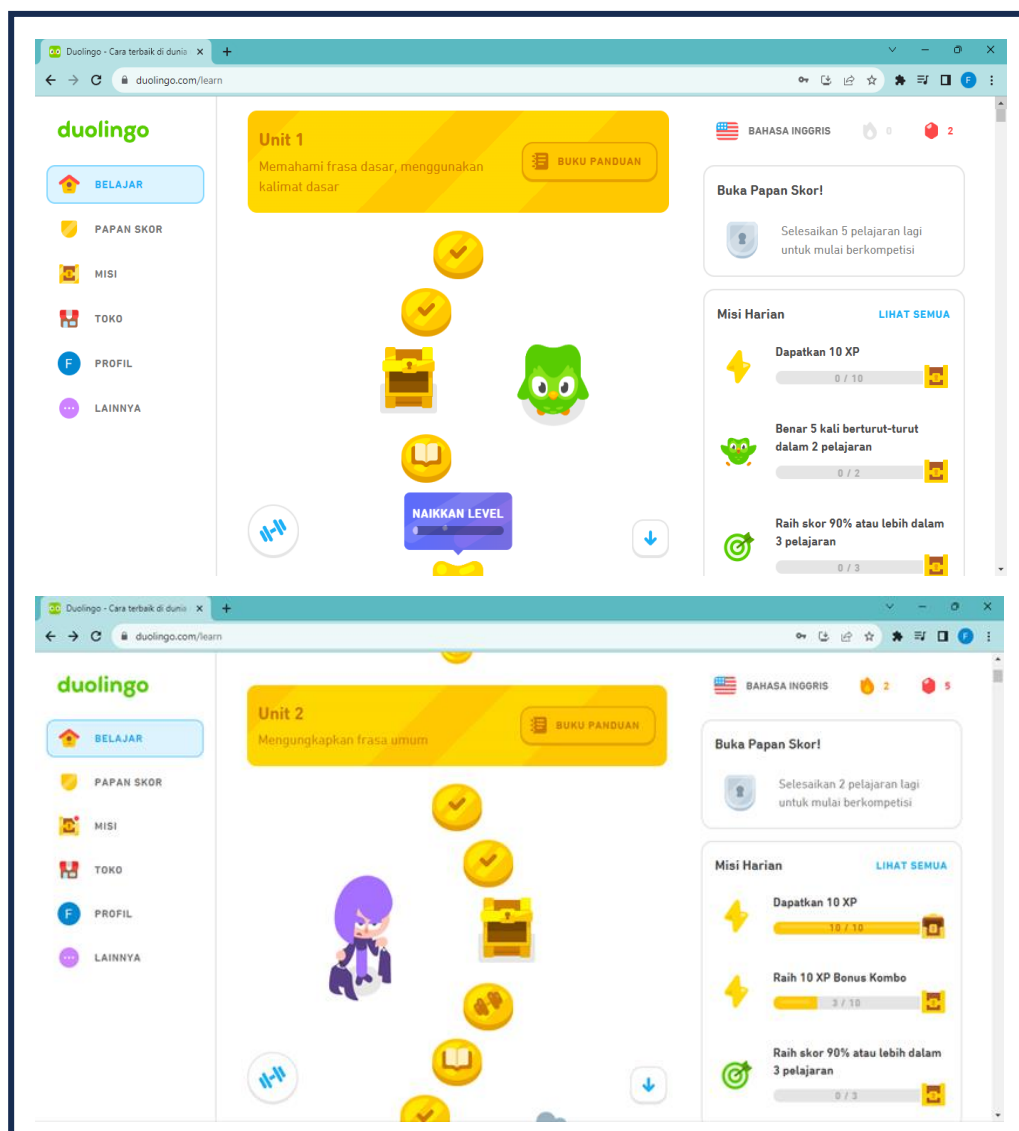 Duolingo - Cara terbaik di dunia
duolingo.com/learn
F
duolingo
BELAJAR
PAPAN SKOR
MISI
TOKO
F
PROFIL
LAINNYA
Unit 1
Memahami frasa dasar, menggunakan
kalimat dasar
BUKU PANDUAN
NAIKKAN LEVEL
BAHASA INGGRIS
0
2
Buka Papan Skor!
Selesaikan 5 pelajaran lagi
untuk mulai berkompetisi
Misi Harian
LIHAT SEMUA
Dapatkan 10 XP
0 / 10
Benar 5 kali berturut-turut
dalam 2 pelajaran
0 / 2
Raih skor 90% atau lebih dalam
3 pelajaran
0 / 3
Duolingo - Cara terbaik di dunia
duolingo.com/learn
F
duolingo
BELAJAR
PAPAN SKOR
MISI
TOKO
F
PROFIL
LAINNYA
Unit 2
Mengungkapkan frasa umum
BUKU PANDUAN
BAHASA INGGRIS
2
5
Buka Papan Skor!
Selesaikan 2 pelajaran lagi
untuk mulai berkompetisi
Misi Harian
LIHAT SEMUA
Dapatkan 10 XP
10 / 10
Raih 10 XP Bonus Kombo
3 / 10
Raih skor 90% atau lebih dalam
3 pelajaran
0 / 3